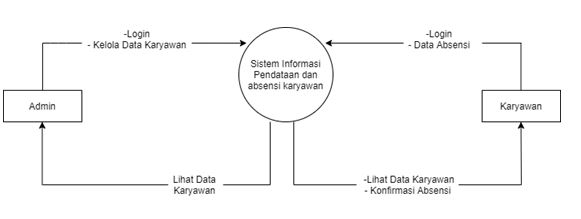 -Login
- Kelola Data Karyawan
-Login
- Data Absensi
Sistem Informasi
Pendataan dan
absensi karyawan
Admin
Karyawan
Lihat Data
Karyawan
-Lihat Data Karyawan
- Konfirmasi Absensi